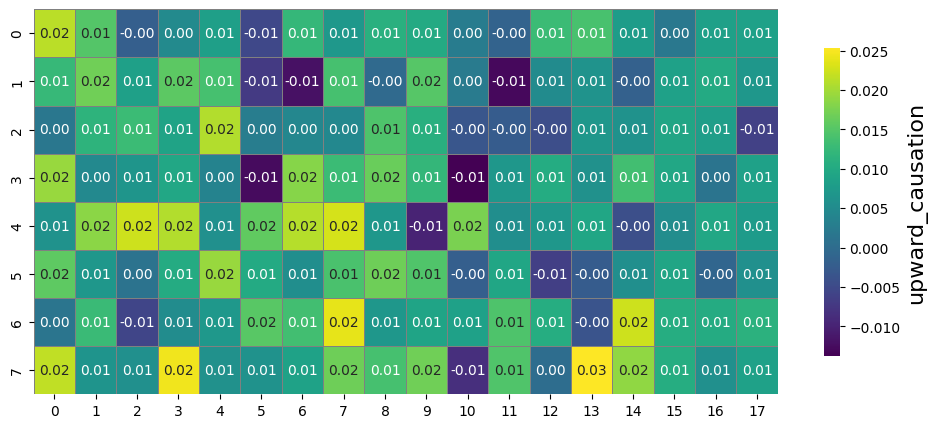 0 0.02 0.01 -0.00 0.00 0.01 -0.01 0.01 0.01 0.01 0.01 0.00 -0.00 0.01 0.01 0.01 0.00 0.01 0.01
1 0.01 0.02 0.01 0.02 0.01 -0.01 -0.01 0.01 -0.00 0.02 0.00 -0.01 0.01 0.01 -0.00 0.01 0.01 0.01
2 0.00 0.01 0.01 0.01 0.02 0.00 0.00 0.00 0.01 0.01 -0.00 -0.00 -0.00 0.01 0.01 0.01 0.01 -0.01
3 0.02 0.00 0.01 0.01 0.00 -0.01 0.02 0.01 0.02 0.01 -0.01 0.01 0.01 0.01 0.01 0.01 0.00 0.01
4 0.01 0.02 0.02 0.02 0.01 0.02 0.02 0.02 0.01 -0.01 0.02 0.01 0.01 0.01 -0.00 0.01 0.01 0.01
5 0.02 0.01 0.00 0.01 0.02 0.01 0.01 0.01 0.02 0.01 -0.00 0.01 -0.01 -0.00 0.01 0.01 -0.00 0.01
6 0.00 0.01 -0.01 0.01 0.01 0.02 0.01 0.02 0.01 0.01 0.01 0.01 0.01 -0.00 0.02 0.01 0.01 0.01
7 0.02 0.01 0.01 0.02 0.01 0.01 0.01 0.02 0.01 0.02 -0.01 0.01 0.00 0.03 0.02 0.01 0.01 0.01
0 1 2 3 4 5 6 7 8 9 10 11 12 13 14 15 16 17
0.025
0.020
0.015
0.010
0.005
0.000
−0.005
−0.010
upward_causation